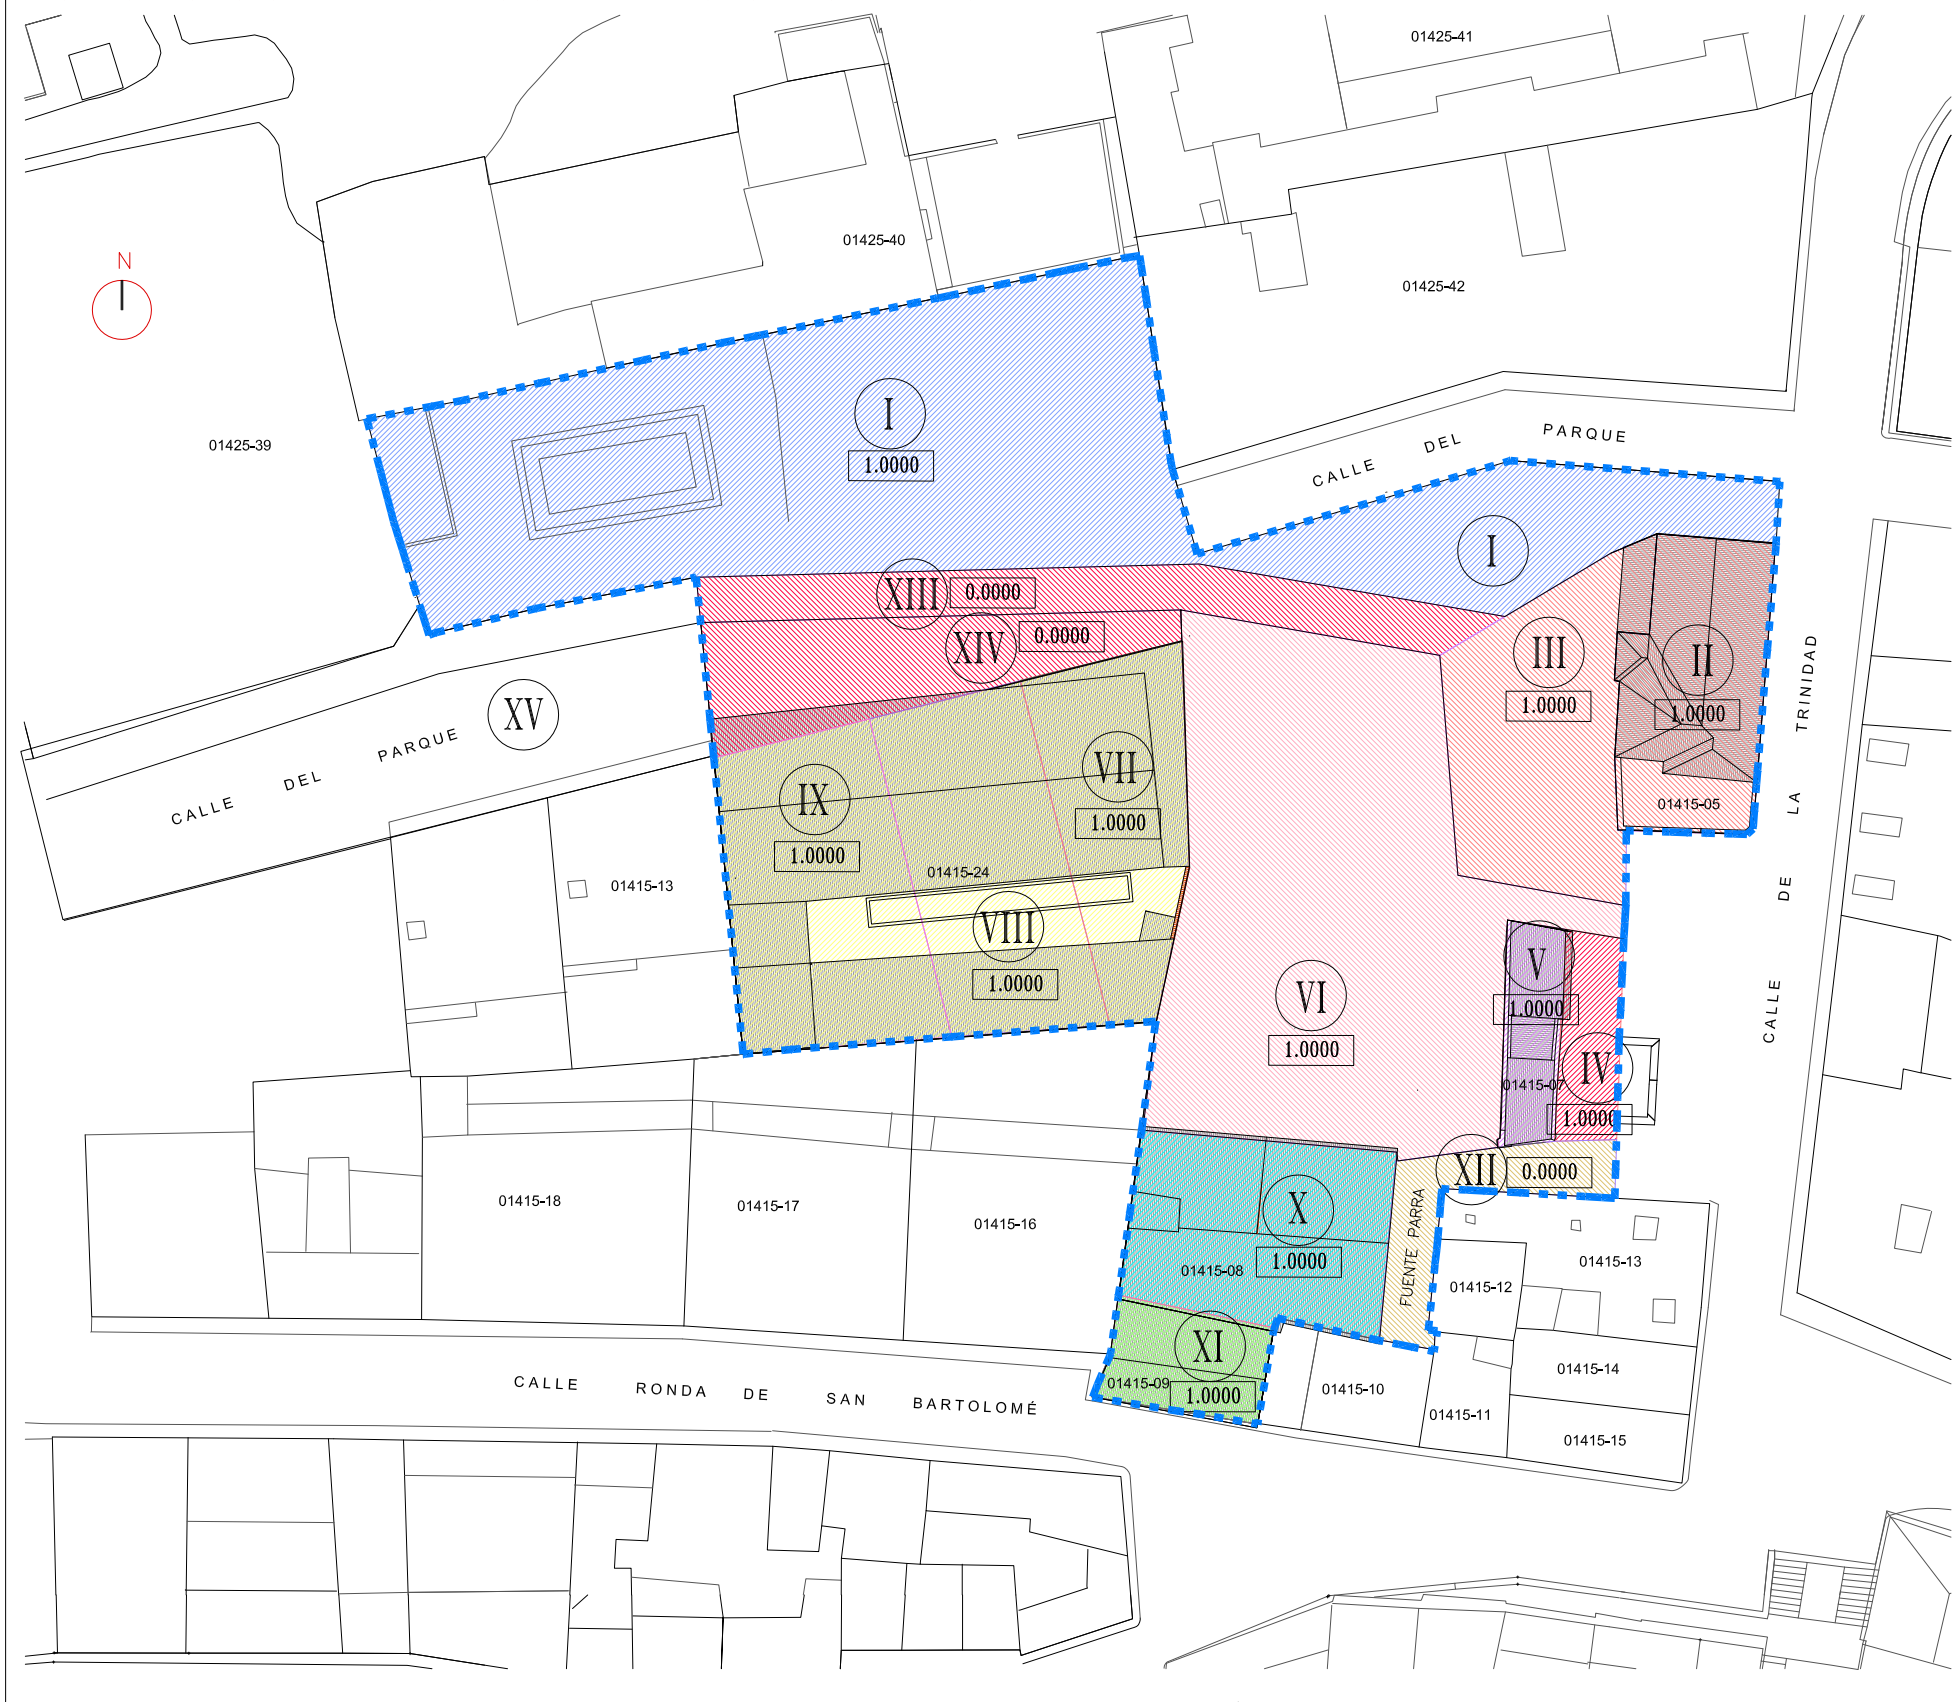 01425-41
01425-40
N
01425-42
I
1.0000
CALLE DEL PARQUE
01425-39
I
XIII 0.0000
XIV 0.0000
III
1.0000
II
1.0000
CALLE DE LA TRINIDAD
XV
CALLE DEL PARQUE
VII
1.0000
IX
1.0000
01415-05
01415-24
01415-13
VIII
1.0000
V
1.0000
VI
1.0000
IV
01415-07
1.0000
XII 0.0000
01415-18
01415-17
01415-16
X
1.0000
01415-08
FUENTE PARRA
01415-13
01415-12
XI
1.0000
01415-09
01415-10
01415-11
01415-14
01415-15
CALLE RONDA DE SAN BARTOLOMÉ